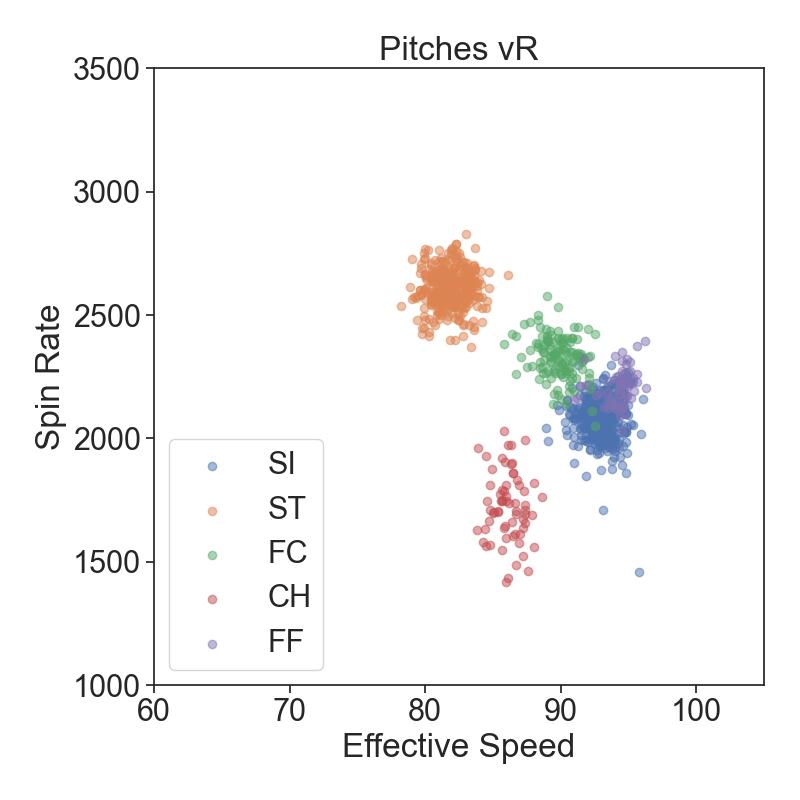 Pitches vR
3500
3000
2500
2000
1500
1000
Spin Rate
SI
ST
FC
CH
FF
60 70 80 90 100
Effective Speed